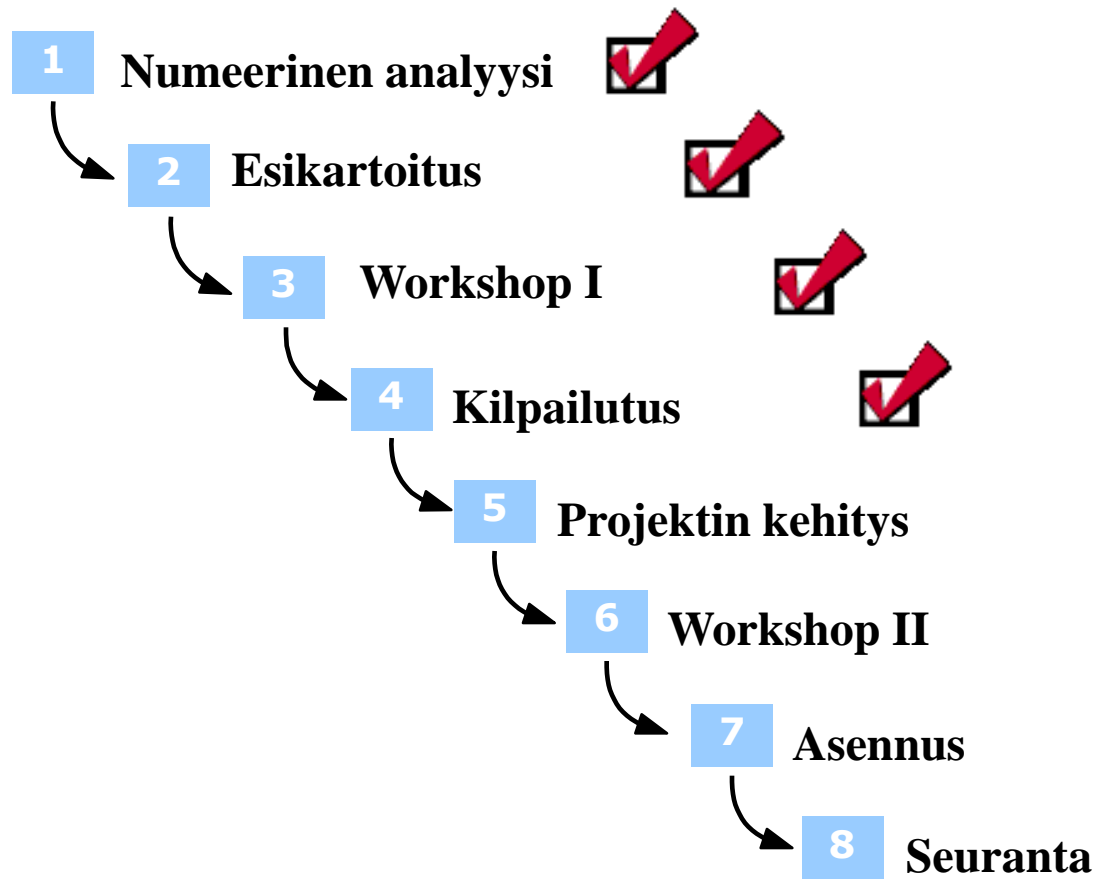 1 Numeerinen analyysi
2 Esikartoitus
3 Workshop I
4 Kilpailutus
5 Projektin kehitys
6 Workshop II
7 Asennus
8 Seuranta